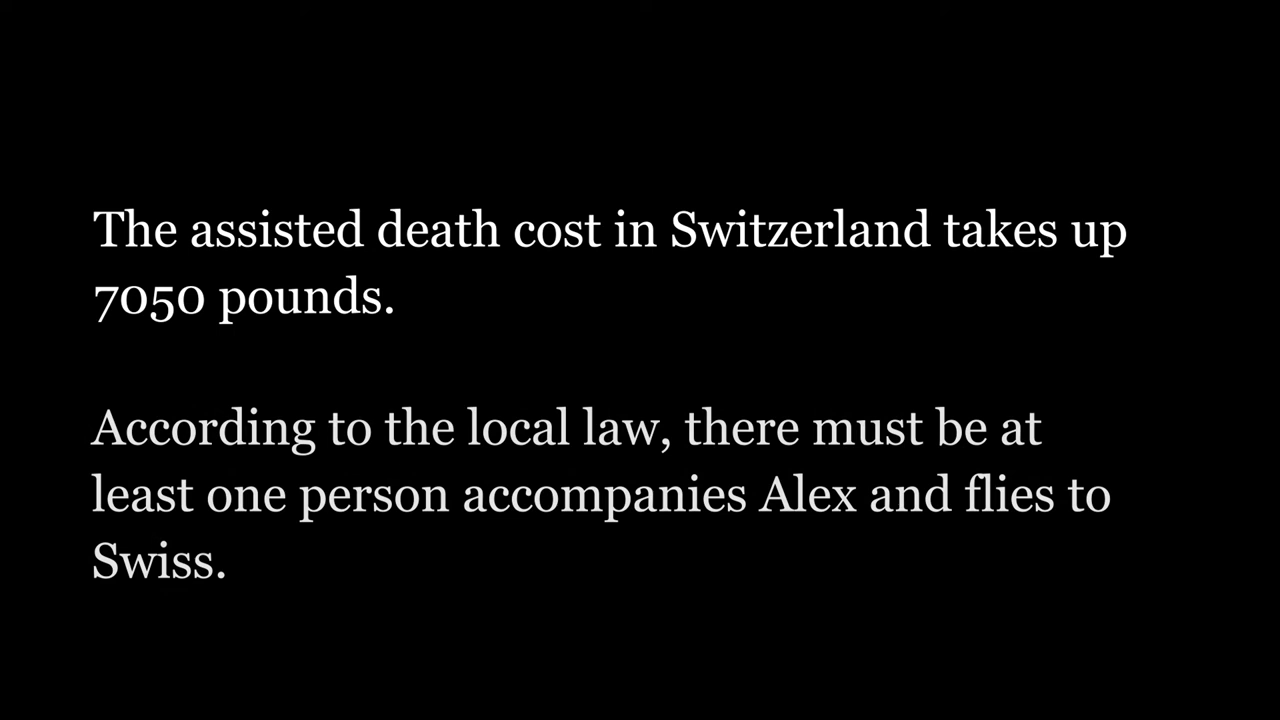 The assisted death cost in Switzerland takes up
7050 pounds.
According to the local law, there must be at
least one person accompanies Alex and flies to
Swiss.